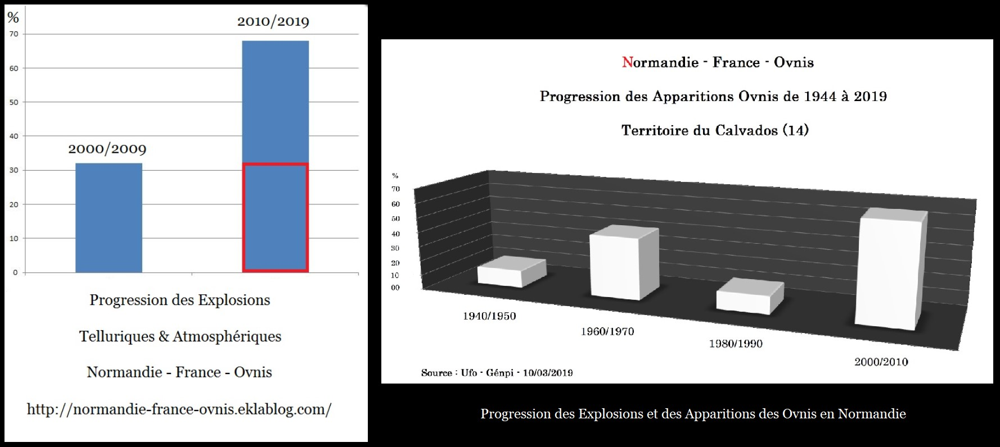 %
2010/2019
70
60
50
40
2000/2009
30
20
10
0
Progression des Explosions
Telluriques & Atmosphériques
Normandie - France - Ovnis
http://normandie-france-ovnis.eklablog.com/
Normandie - France - Ovnis
Progression des Apparitions Ovnis de 1944 à 2019
Territoire du Calvados (14)
%
70
60
50
40
30
20
10
00
1940/1950
1960/1970
1980/1990
2000/2010
Source : Ufo - Génpi - 10/03/2019
Progression des Explosions et des Apparitions des Ovnis en Normandie